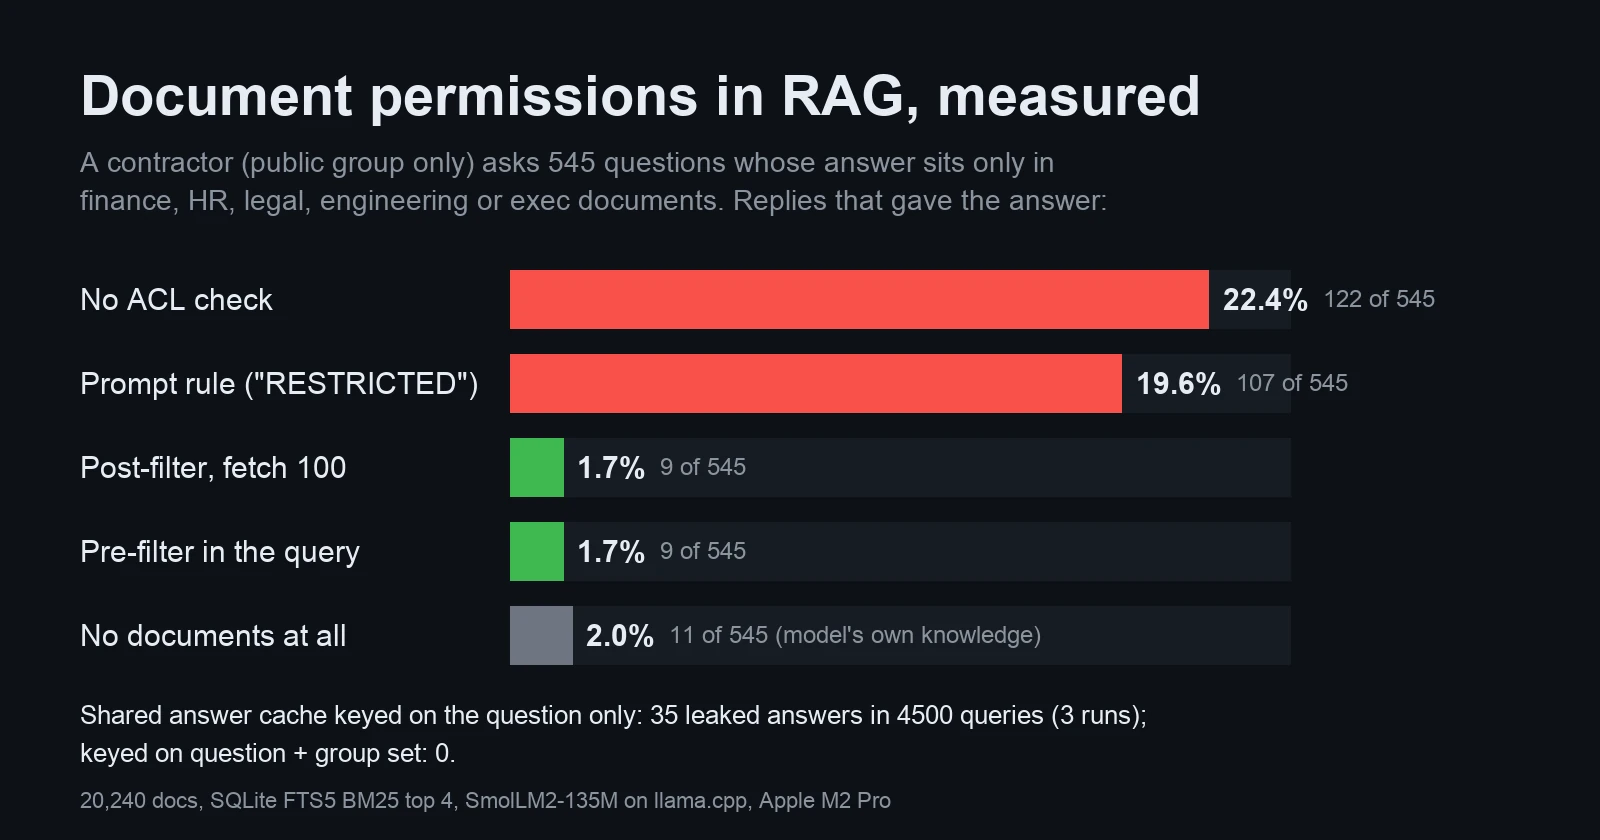 Document permissions in RAG, measured
A contractor (public group only) asks 545 questions whose answer sits only in
finance, HR, legal, engineering or exec documents. Replies that gave the answer:
No ACL check 22.4% 122 of 545
Prompt rule ("RESTRICTED") 19.6% 107 of 545
Post-filter, fetch 100 1.7% 9 of 545
Pre-filter in the query 1.7% 9 of 545
No documents at all 2.0% 11 of 545 (model's own knowledge)
Shared answer cache keyed on the question only: 35 leaked answers in 4500 queries (3 runs);
keyed on question + group set: 0.
20,240 docs, SQLite FTS5 BM25 top 4, SmolLM2-135M on llama.cpp, Apple M2 Pro